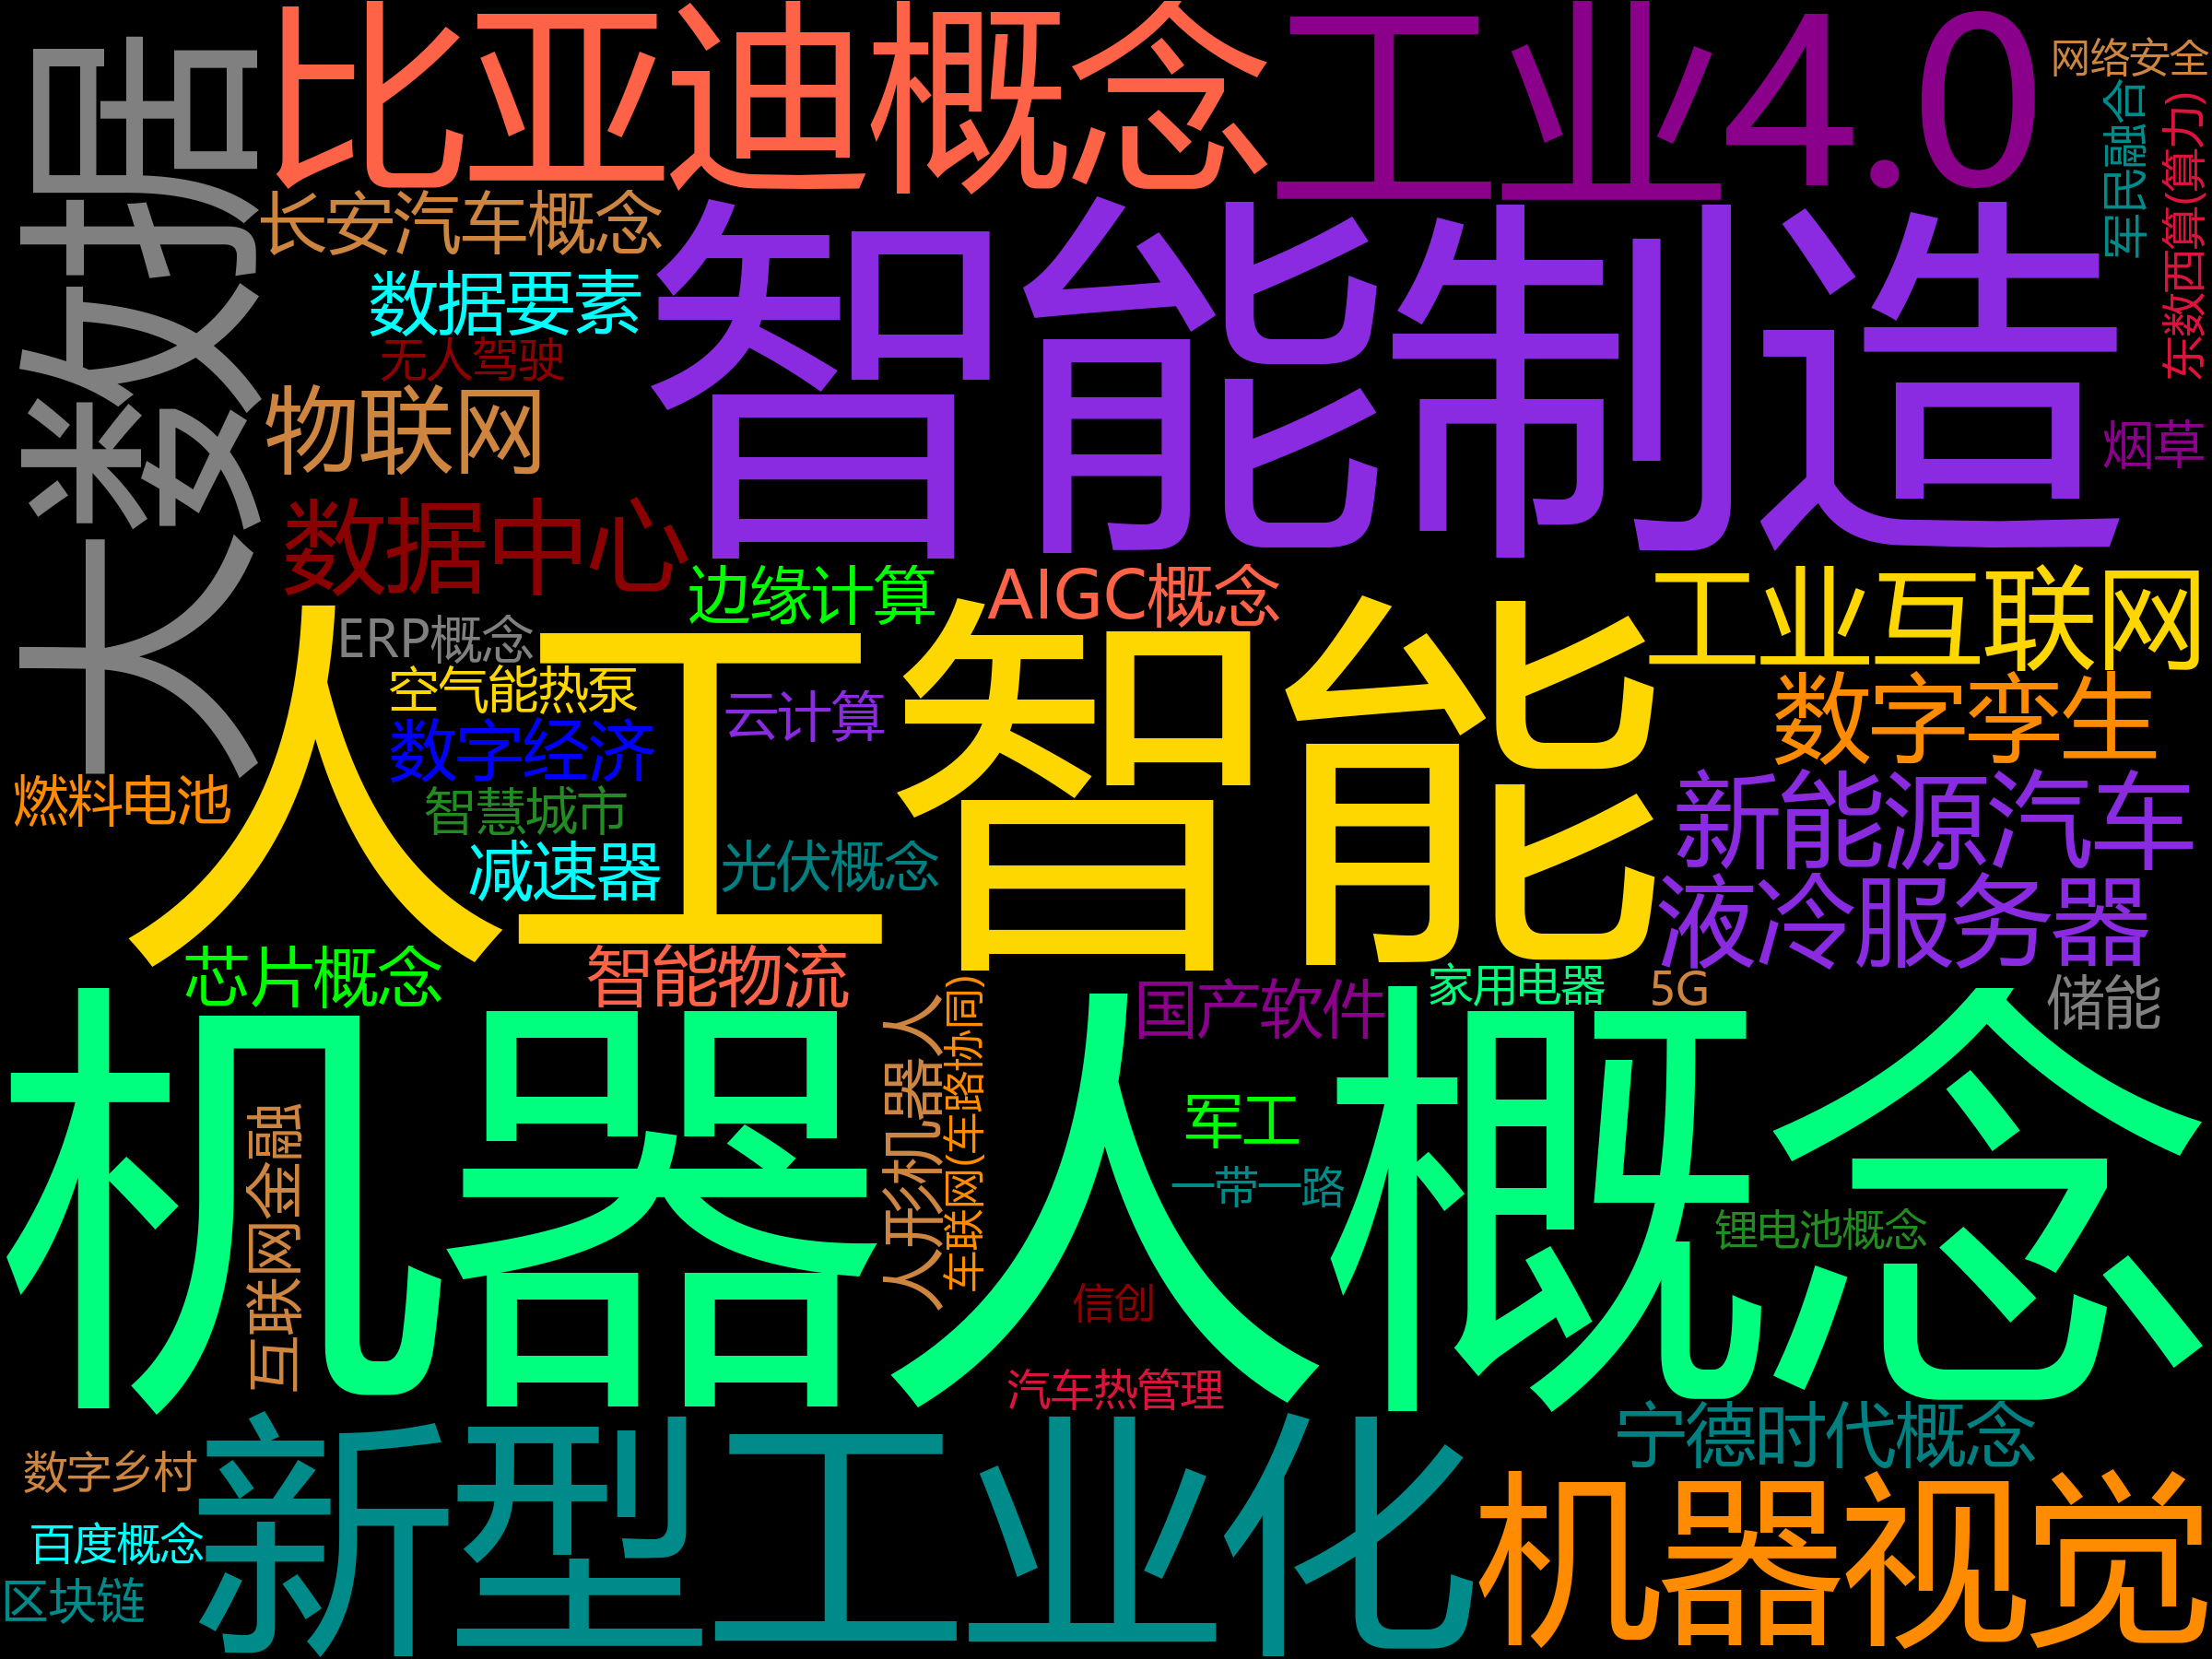 大数据
比亚迪概念
工业4.0
网络安全
军民融合
东数西算(算力)
长安汽车概念
智能制造
数据要素
无人驾驶
物联网
烟草
数据中心
边缘计算
AIGC概念
工业互联网
ERP概念
人工智能
空气能热泵
云计算
数字孪生
数字经济
燃料电池
智慧城市
新能源汽车
减速器
光伏概念
液冷服务器
芯片概念
智能物流
人形机器人
车联网(车路协同)
国产软件
家用电器
5G
储能
机器人概念
互联网金融
军工
一带一路
锂电池概念
信创
汽车热管理
宁德时代概念
数字乡村
新型工业化
机器视觉
百度概念
区块链